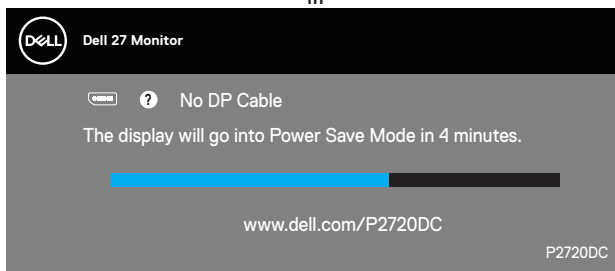 DELL
Dell 27 Monitor
? No DP Cable
The display will go into Power Save Mode in 4 minutes.
www.dell.com/P2720DC
P2720DC